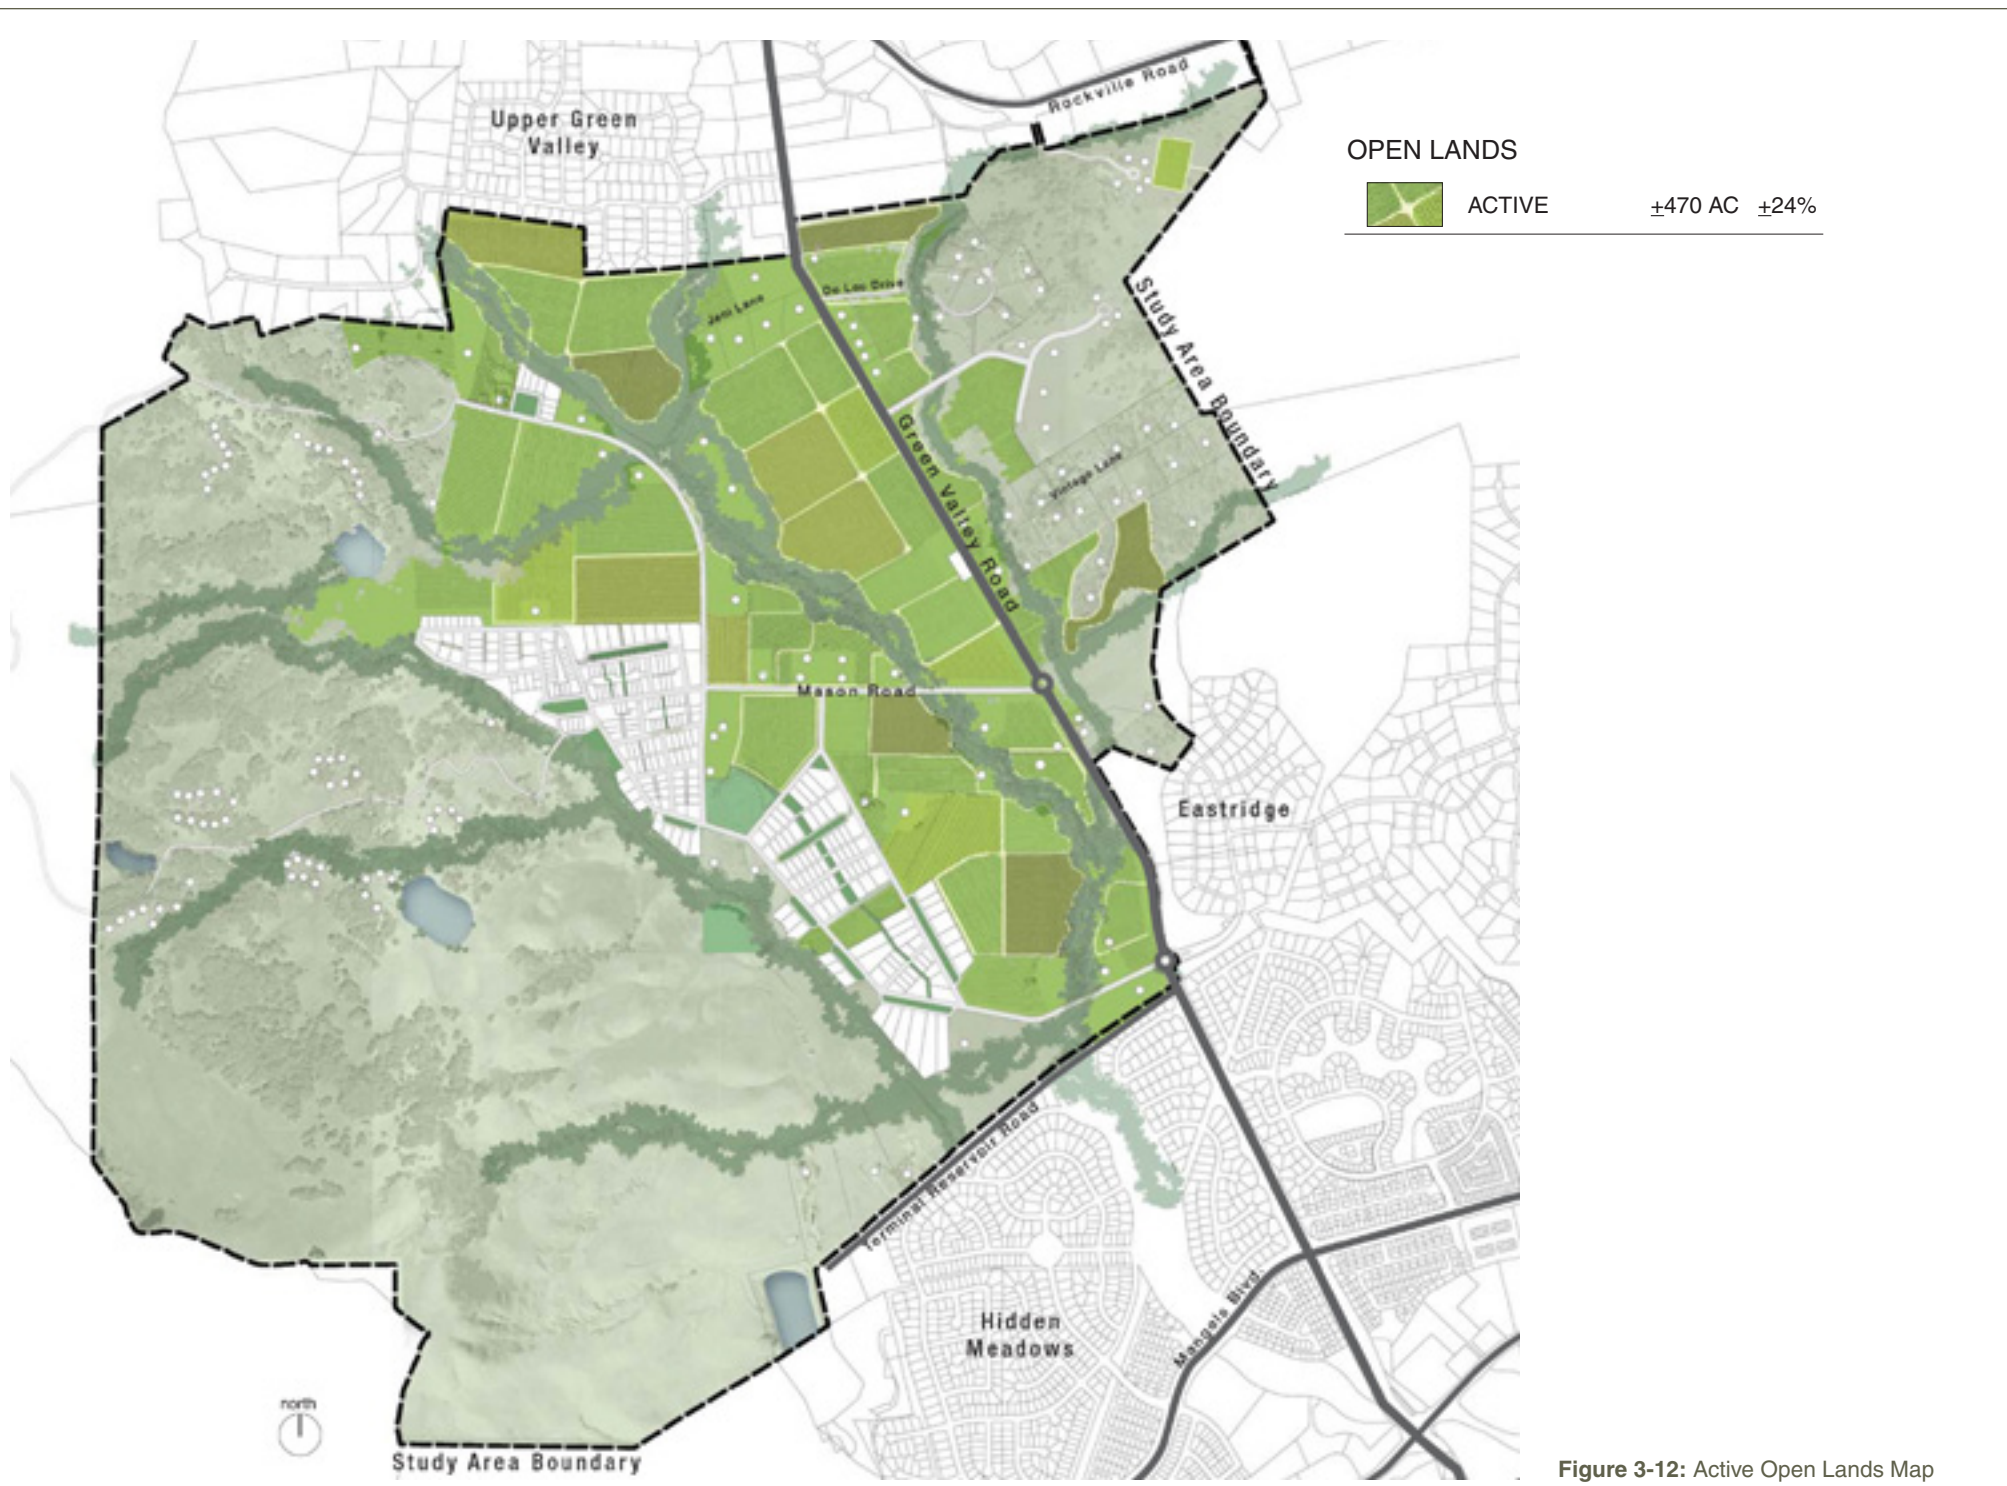 Rockville Road
Upper Green
Valley
OPEN LANDS
ACTIVE ±470 AC ±24%
De Leu Drive
Jani Lane
Study Area Boundary
Green Valley Road
Vintage Lane
Mason Road
Eastridge
Terminal Reservoir Road
Mangels Blvd.
Hidden
Meadows
north
Study Area Boundary
Figure 3-12: Active Open Lands Map